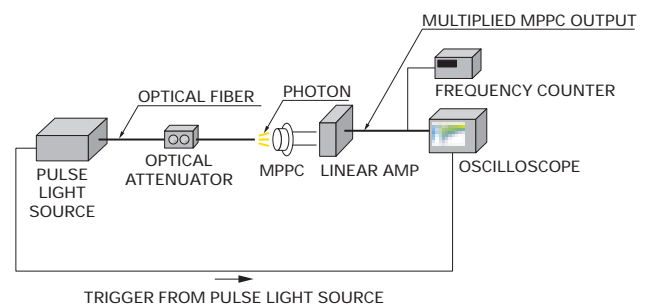 MULTIPLIED MPPC OUTPUT
FREQUENCY COUNTER
OPTICAL FIBER
PHOTON
PULSE
LIGHT
SOURCE
OPTICAL
ATTENUATOR
MPPC
LINEAR AMP
OSCILLOSCOPE
TRIGGER FROM PULSE LIGHT SOURCE